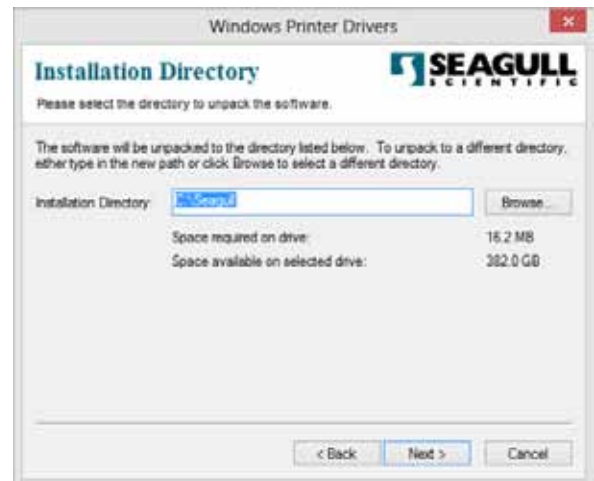 Windows Printer Drivers
Installation Directory
SEAGULL
SCIENTIFIC
Please select the directory to unpack the software.
The software will be unpacked to the directory listed below. To unpack to a different directory,
either type in the new path or click Browse to select a different directory.
Installation Directory C:\Seagull Browse...
Space required on drive: 16.2 MB
Space available on selected drive: 382.0 GB
< Back Next > Cancel